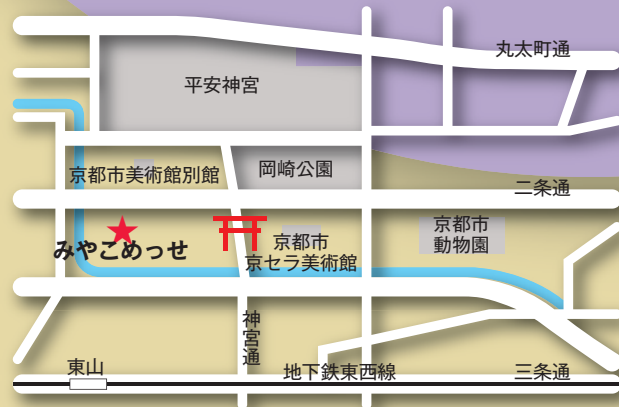 丸太町通
平安神宮
岡崎公園
京都市美術館別館
二条通
京都市
動物園
みやこめっせ
京都市
京セラ美術館
神宮通
東山
地下鉄東西線
三条通